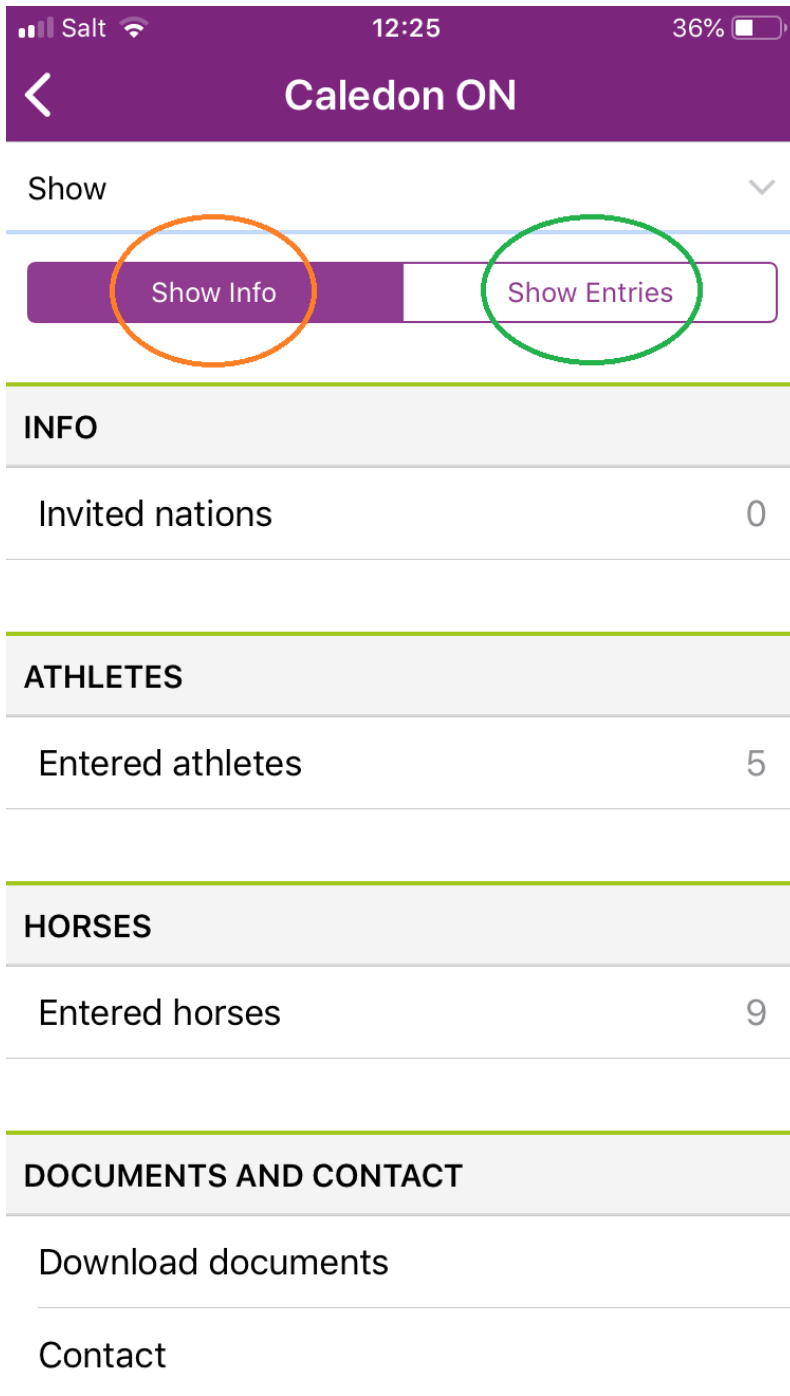 Salt 12:25 36%
Caledon ON
Show
Show Info Show Entries
INFO
Invited nations 0
ATHLETES
Entered athletes 5
HORSES
Entered horses 9
DOCUMENTS AND CONTACT
Download documents
Contact